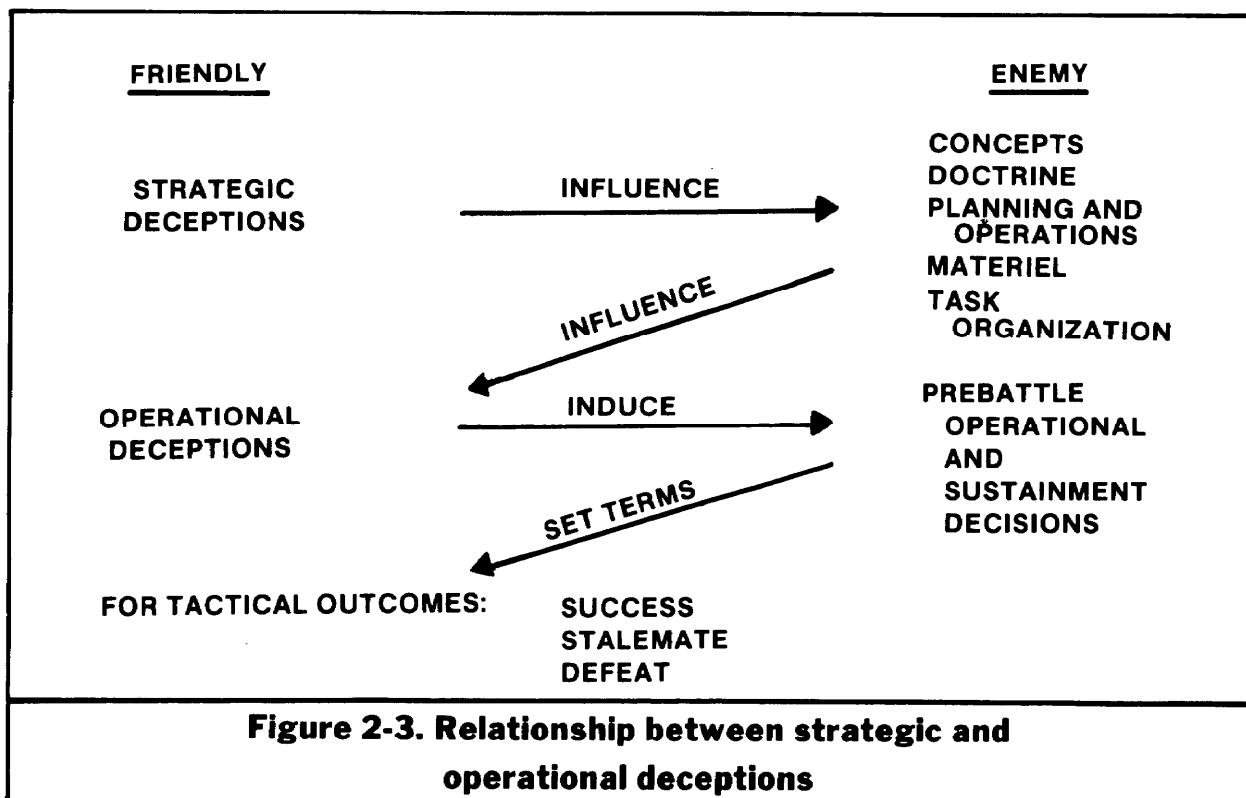 FRIENDLY
ENEMY
STRATEGIC
DECEPTIONS
INFLUENCE
CONCEPTS
DOCTRINE
PLANNING AND
OPERATIONS
MATERIEL
TASK
ORGANIZATION
INFLUENCE
OPERATIONAL
DECEPTIONS
INDUCE
PREBATTLE
OPERATIONAL
AND
SUSTAINMENT
DECISIONS
SET TERMS
FOR TACTICAL OUTCOMES:
SUCCESS
STALEMATE
DEFEAT
Figure 2-3. Relationship between strategic and
operational deceptions